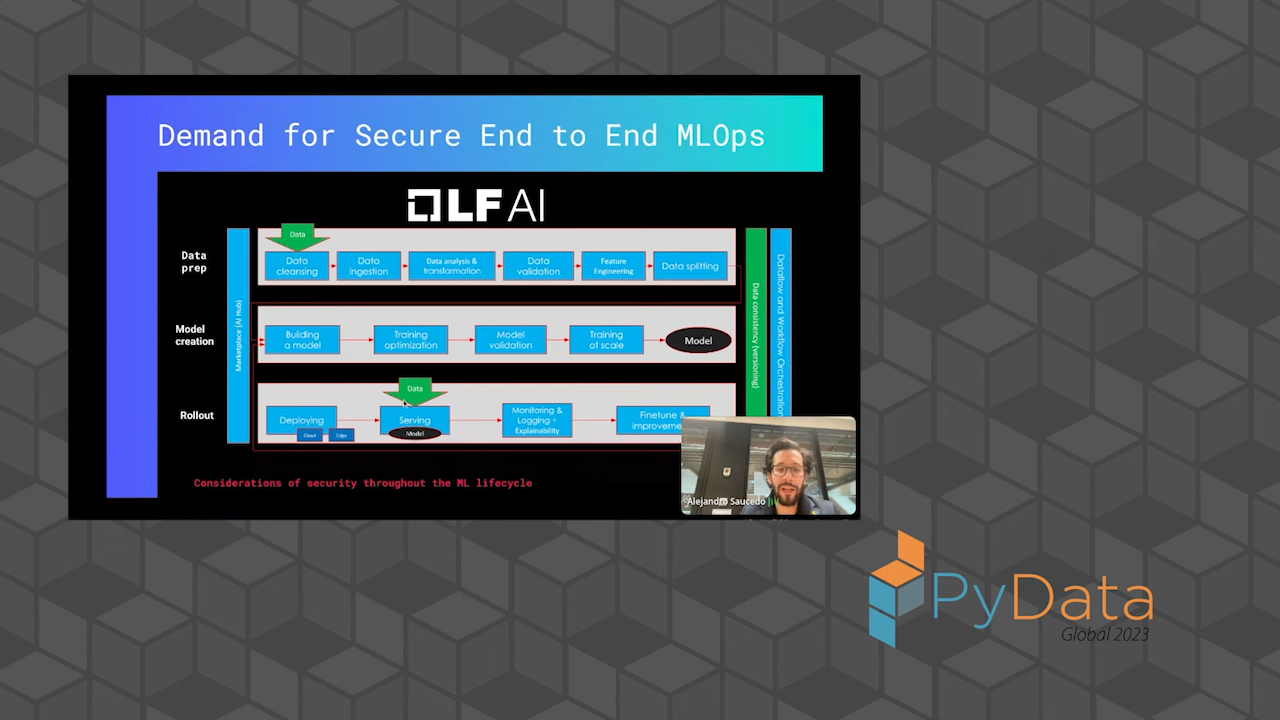 Demand for Secure End to End MLOps
LF AI
Data
prep
Marketplace (AI Hub)
Data
Data
cleansing
Data
ingestion
Data analysis &
transformation
Data
validation
Feature
Engineering
Data splitting
Model
creation
Building
a model
Training
optimization
Model
validation
Training
at scale
Model
Rollout
Data
Deploying
Cloud
Edge
Serving
Model
Monitoring &
Logging +
Explainability
Finetune &
improveme
Data consistency (versioning)
Dataflow and Workflow Orchestration
Considerations of security throughout the ML lifecycle
Alejandro Saucedo
PyData
Global 2023